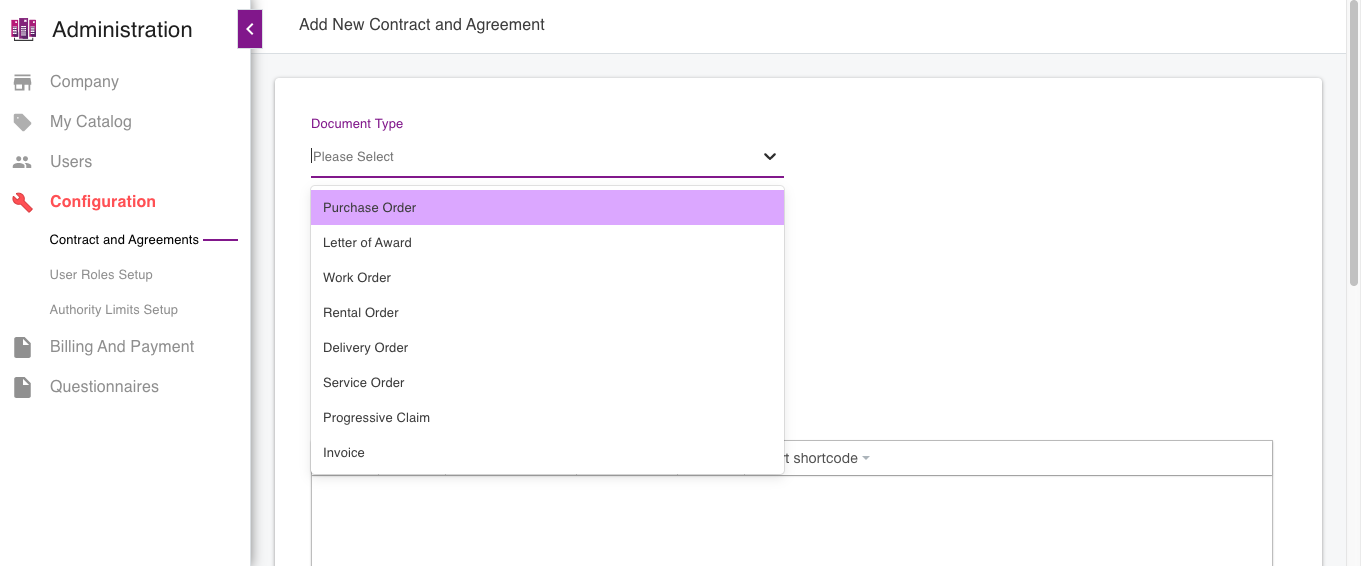 Administration
Add New Contract and Agreement
Company
My Catalog
Users
Configuration
Contract and Agreements
User Roles Setup
Authority Limits Setup
Billing And Payment
Questionnaires
Document Type
Please Select
Purchase Order
Letter of Award
Work Order
Rental Order
Delivery Order
Service Order
Progressive Claim
Invoice
shortcode